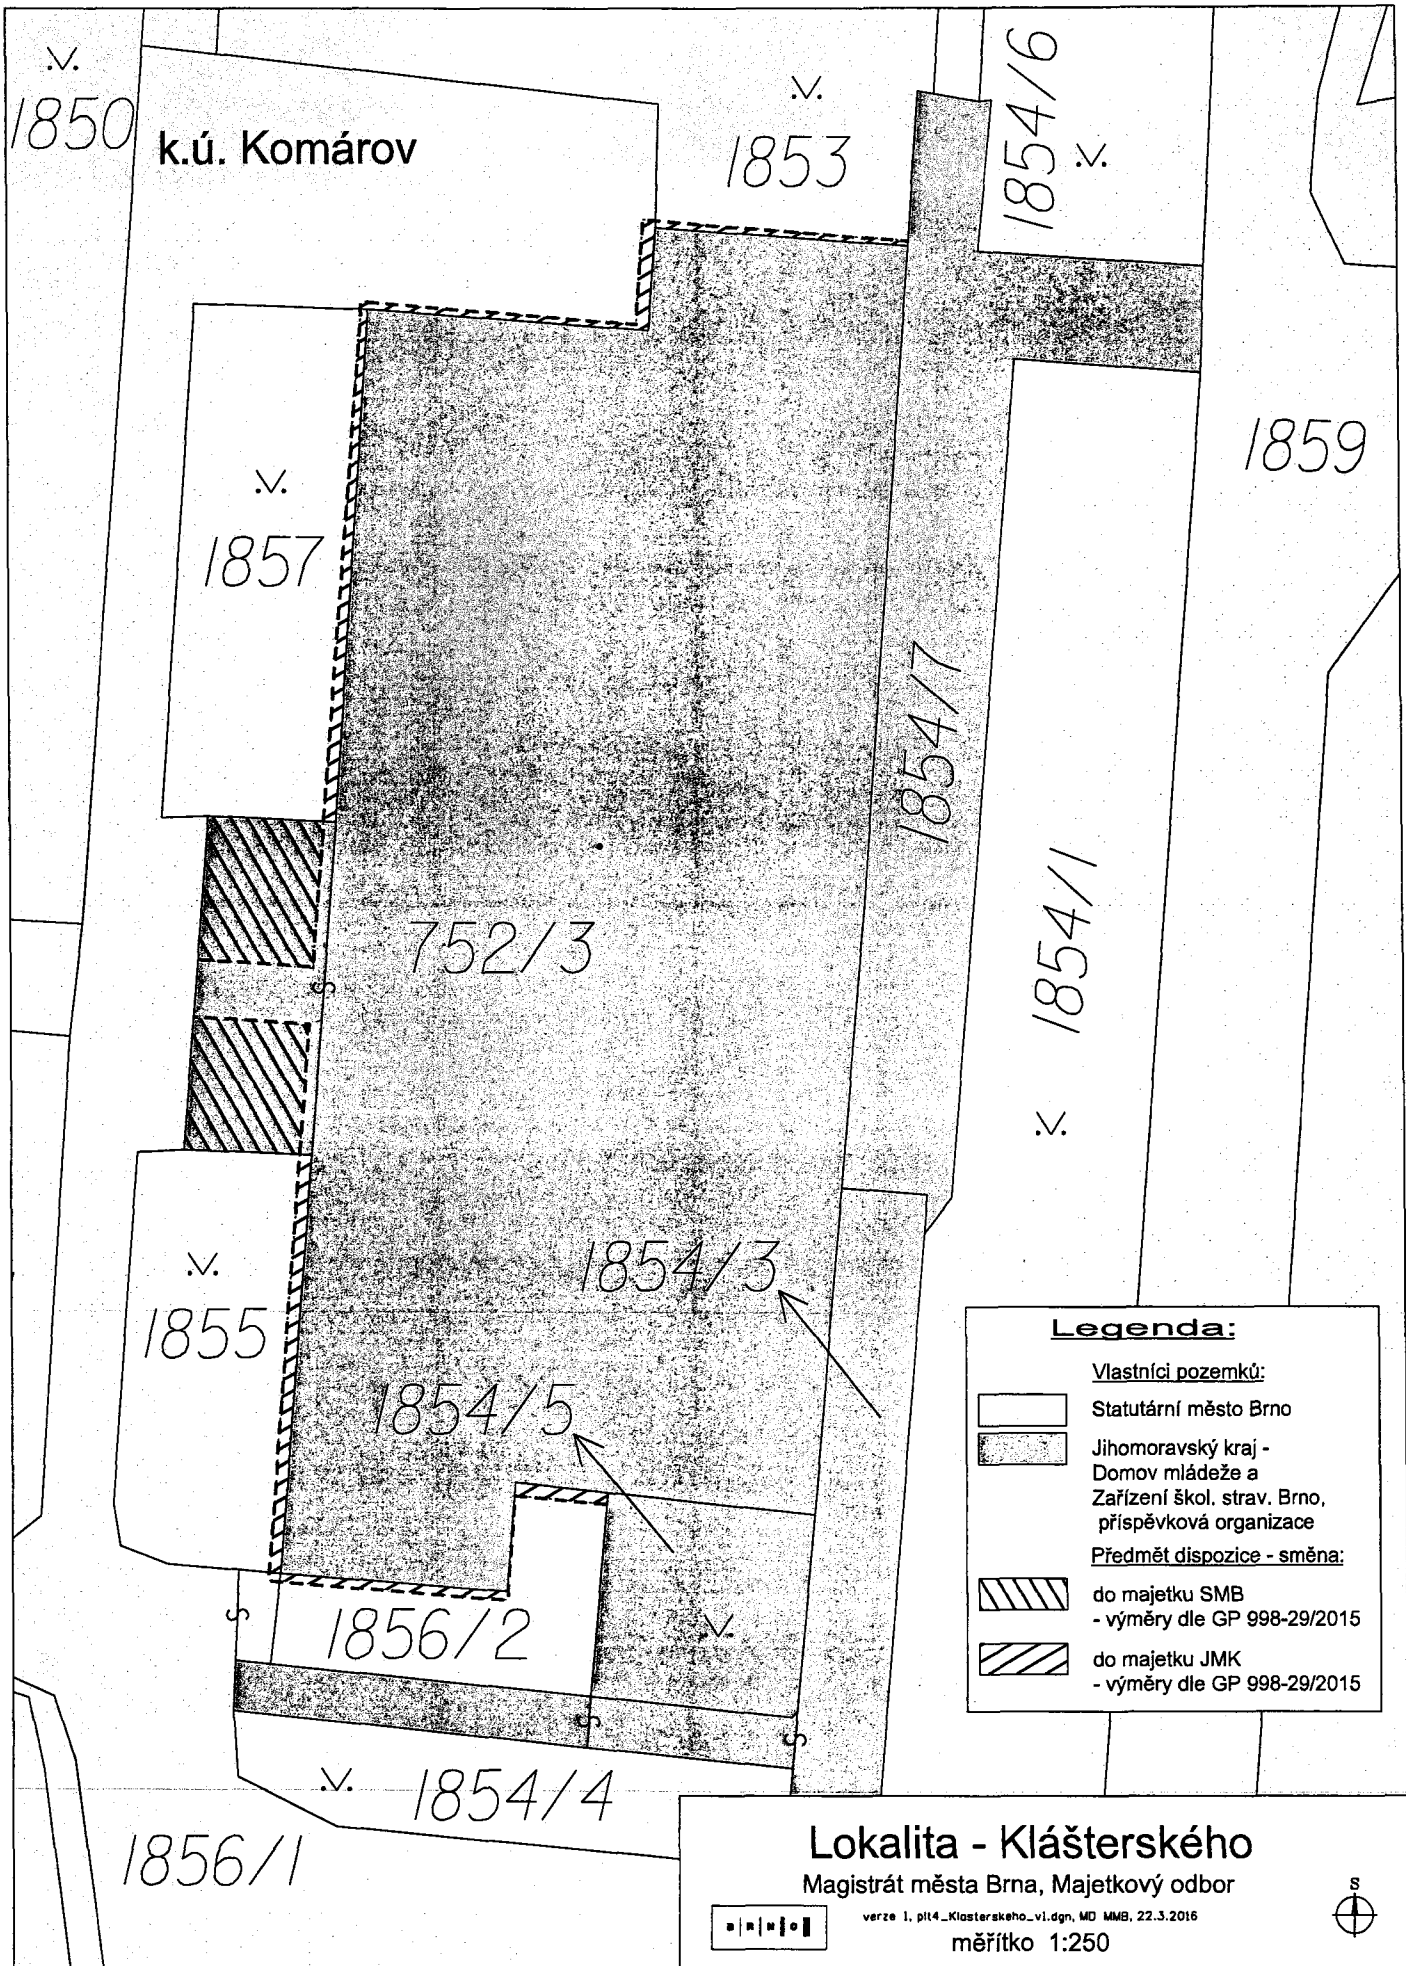 1850
k.ú. Komárov
1853
1854/6
1859
1857
1854/7
752/3
1854/1
1854/3
1855
1854/5
1856/2
1854/4
1856/1
Legenda:
Vlastníci pozemků:
Statutární město Brno
Jihomoravský kraj -
Domov mládeže a
Zařízení škol. strav. Brno,
příspěvková organizace
Předmět dispozice - směna:
do majetku SMB
- výměry dle GP 998-29/2015
do majetku JMK
- výměry dle GP 998-29/2015
Lokalita - Klášterského
Magistrát města Brna, Majetkový odbor
verze 1, plt4_Klasterskeho_v1.dgn, MO MMB, 22.3.2016
měřítko 1:250
B R N O
S